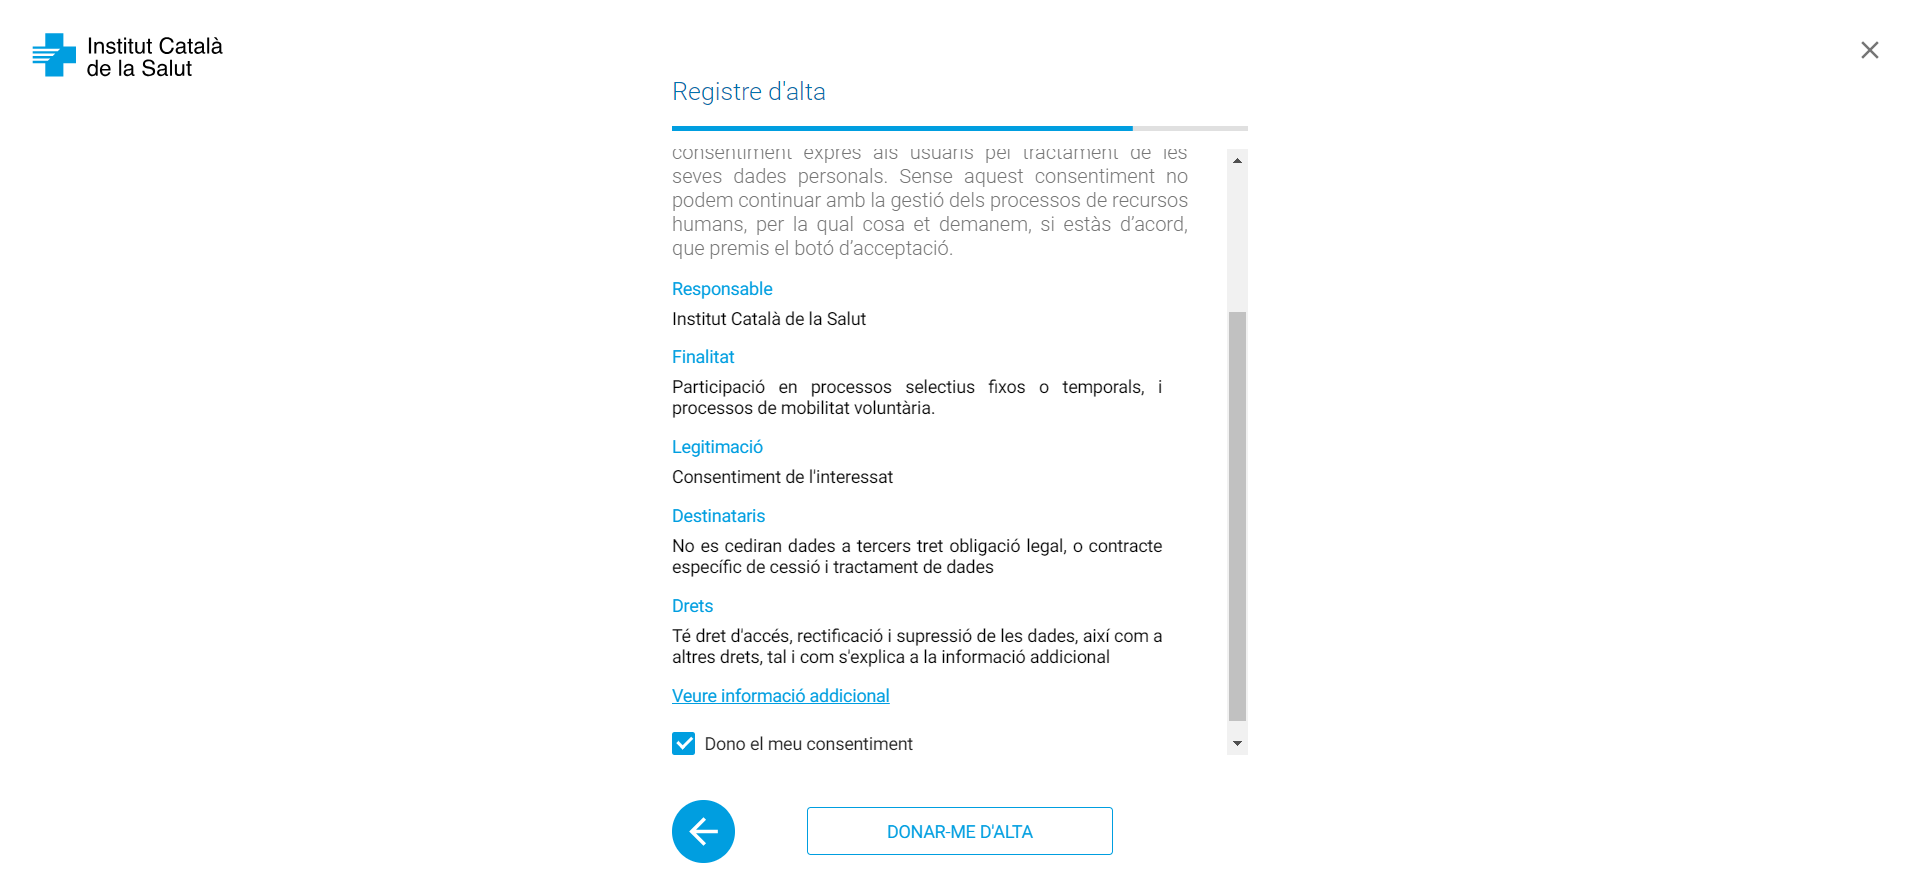 Institut Català
de la Salut
Registre d'alta
consentiment exprés als usuaris pel tractament de les
seves dades personals. Sense aquest consentiment no
podem continuar amb la gestió dels processos de recursos
humans, per la qual cosa et demanem, si estàs d’acord,
que premis el botó d’acceptació.
Responsable
Institut Català de la Salut
Finalitat
Participació en processos selectius fixos o temporals, i
processos de mobilitat voluntària.
Legitimació
Consentiment de l'interessat
Destinataris
No es cediran dades a tercers tret obligació legal, o contracte
específic de cessió i tractament de dades
Drets
Té dret d'accés, rectificació i supressió de les dades, així com a
altres drets, tal i com s'explica a la informació addicional
Veure informació addicional
Dono el meu consentiment
DONAR-ME D'ALTA